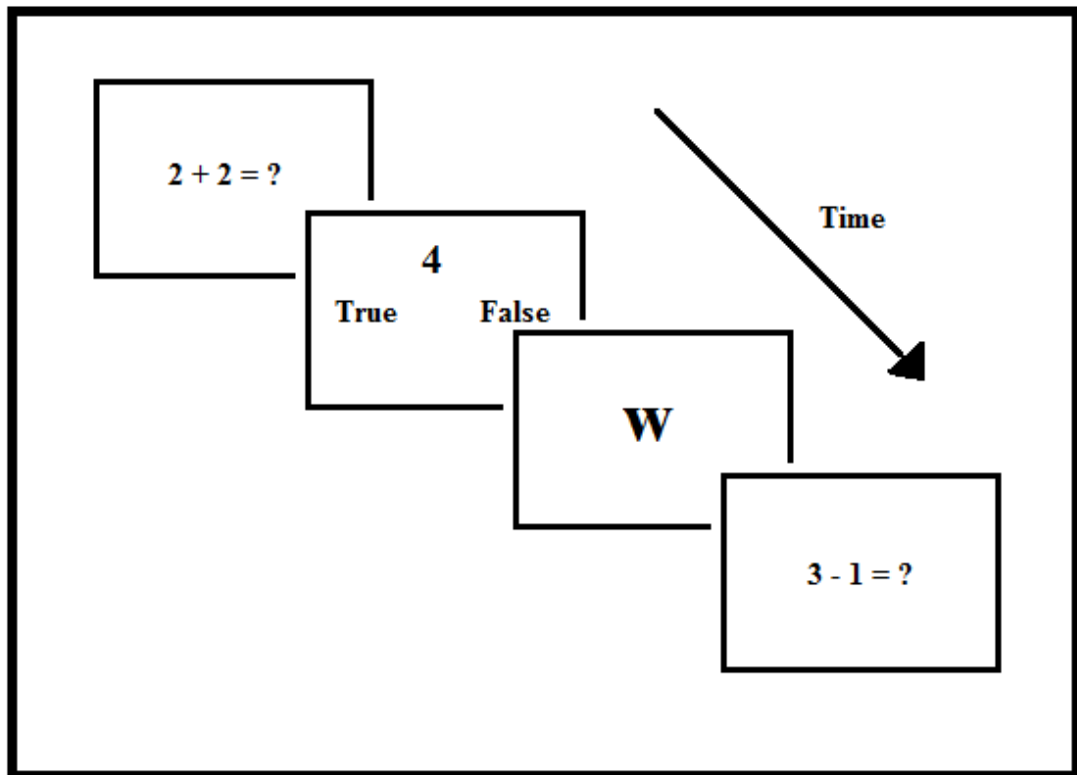 2 + 2 = ?
4
True False
Time
W
3 - 1 = ?